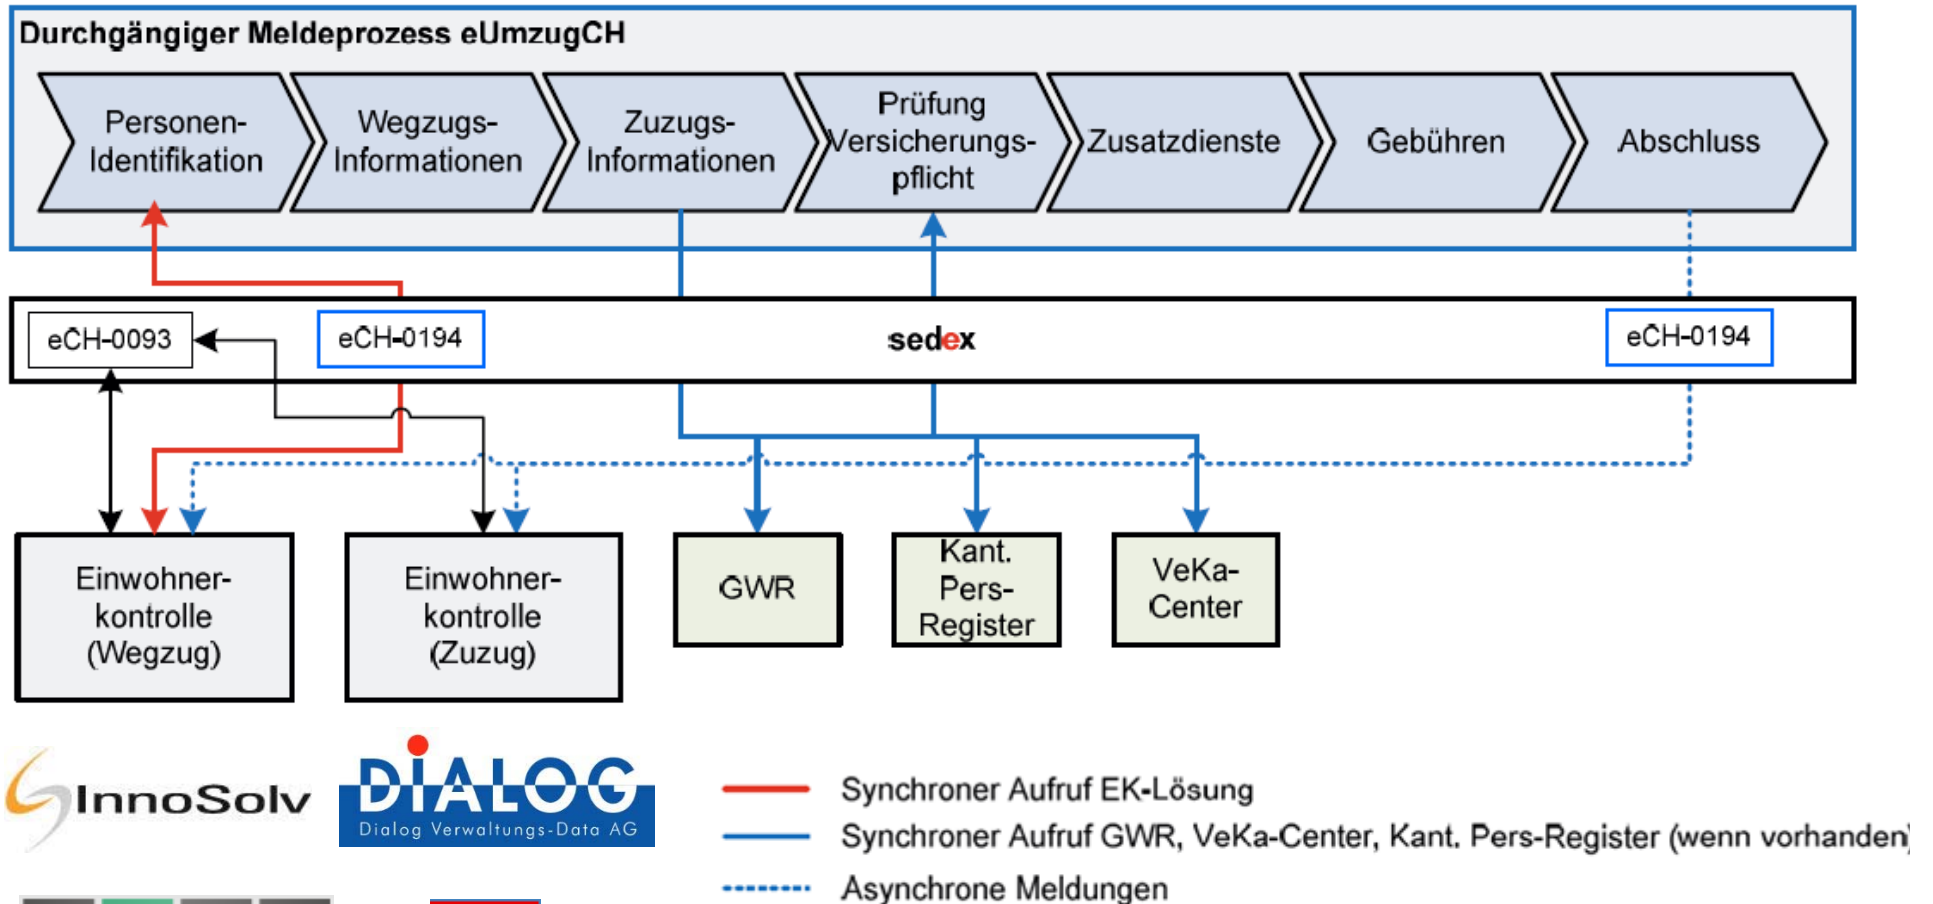 Durchgängiger Meldeprozess eUmzugCH
Personen-
Identifikation
Wegzugs-
Informationen
Zuzugs-
Informationen
Prüfung
Versicherungs-
pflicht
Zusatzdienste
Gebühren
Abschluss
eCH-0093
eCH-0194
sedex
eCH-0194
Einwohner-
kontrolle
(Wegzug)
Einwohner-
kontrolle
(Zuzug)
GWR
Kant.
Pers-
Register
VeKa-
Center
InnoSolv
DIALOG
Dialog Verwaltungs-Data AG
Synchroner Aufruf EK-Lösung
Synchroner Aufruf GWR, VeKa-Center, Kant. Pers-Register (wenn vorhanden)
Asynchrone Meldungen